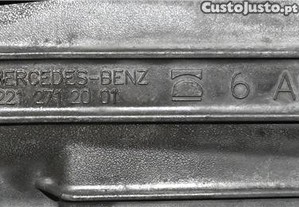 CustoJusto.pt
MERCEDES-BENZ 6 A
221 271 20 01